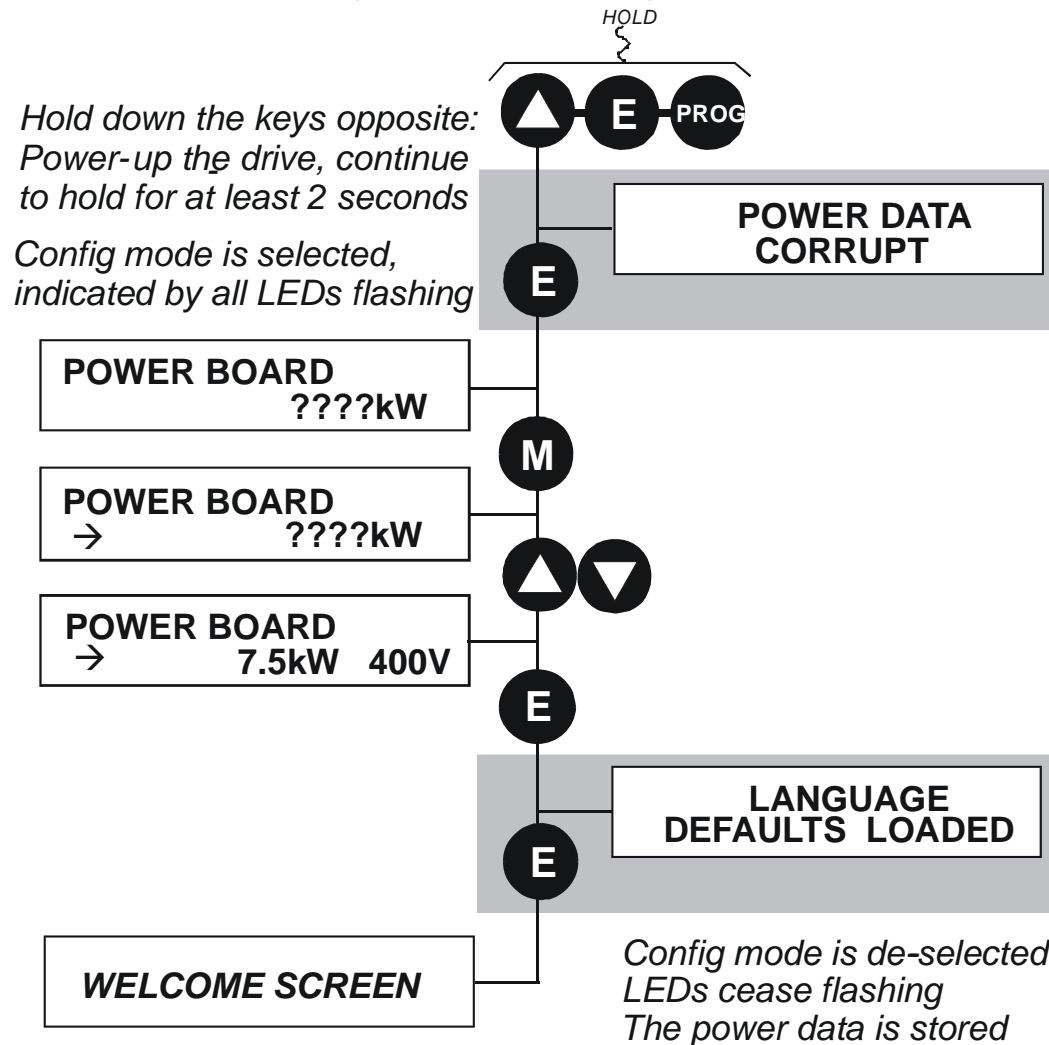 HOLD
E PROG
Hold down the keys opposite:
Power-up the drive, continue
to hold for at least 2 seconds
POWER DATA
CORRUPT
Config mode is selected,
indicated by all LEDs flashing
E
POWER BOARD
????kW
M
POWER BOARD
→ ????kW
POWER BOARD
→ 7.5kW 400V
E
LANGUAGE
DEFAULTS LOADED
E
WELCOME SCREEN
Config mode is de-selected
LEDs cease flashing
The power data is stored